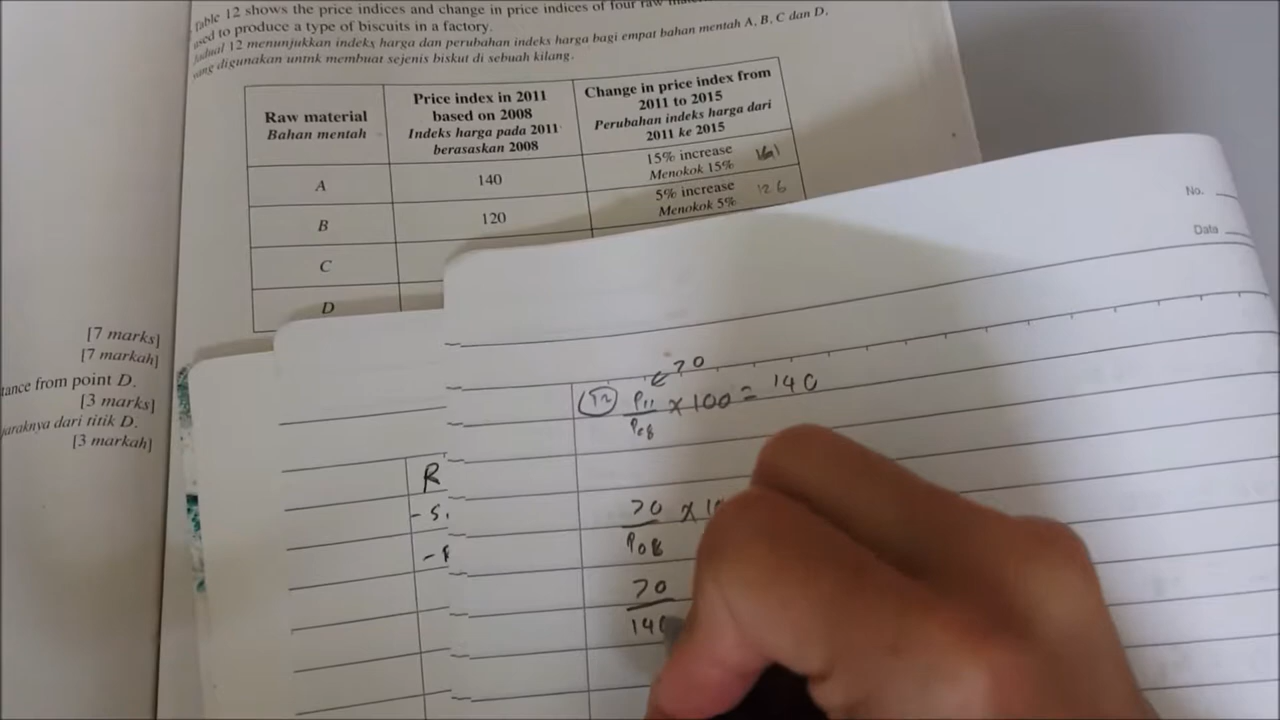 Table 12 shows the price indices and change in price indices of four raw
used to produce a type of biscuits in a factory.
Jadual 12 menunjukkan indeks harga dan perubahan indeks harga bagi empat bahan mentah A, B, C dan D,
yang digunakan untnk membuat sejenis biskut di sebuah kilang.
Raw material
Bahan mentah
Price index in 2011
based on 2008
Indeks harga pada 2011
berasaskan 2008
Change in price index from
2011 to 2015
Perubahan indeks harga dari
2011 ke 2015
A
140
15% increase
Menokok 15%
161
B
120
5% increase
Menokok 5%
126
C
D
[7 marks]
[7 markah]
tance from point D.
[3 marks]
jaraknya dari titik D.
[3 markah]
No.
Data
70
P11 × 100 = 140
P08
70 × 1
P08
70
140
R
- S.